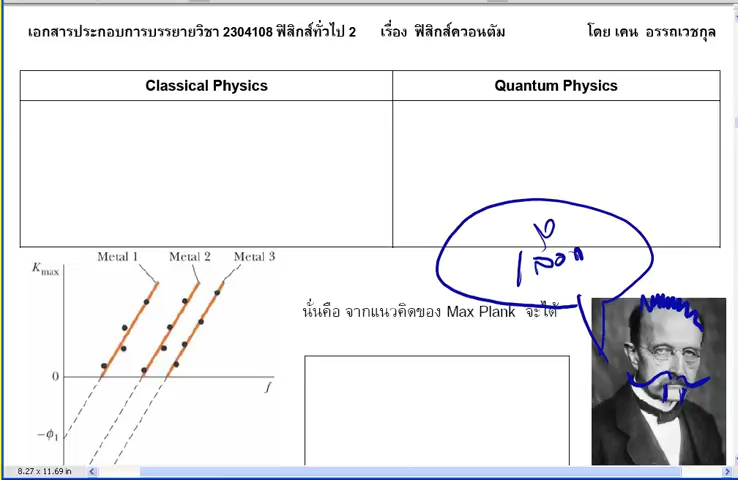 เอกสารประกอบการบรรยายวิชา 2304108 ฟิสิกส์ทั่วไป 2 เรื่อง ฟิสิกส์ควอนตัม โดย เคน อรรถเวชกุล
Classical Physics Quantum Physics
Metal 1 Metal 2 Metal 3
Kmax
นั่นคือ จากแนวคิดของ Max Plank จะได้
0
f
−ϕ1
8.27 x 11.69 in